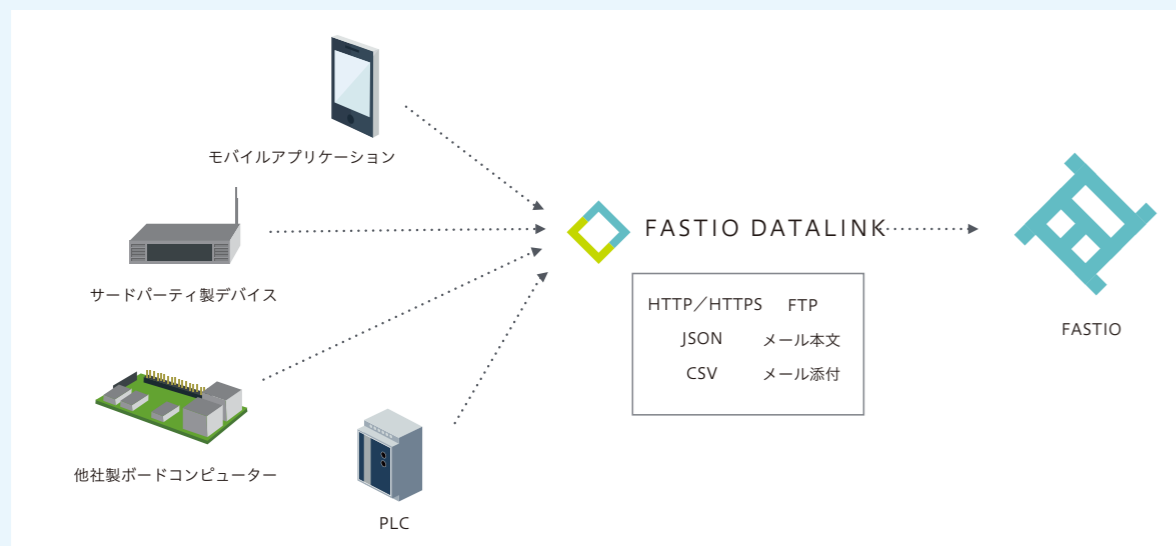 モバイルアプリケーション
サードパーティ製デバイス
他社製ボードコンピューター
PLC
FASTIO DATALINK
HTTP／HTTPS FTP
JSON メール本文
CSV メール添付
FASTIO